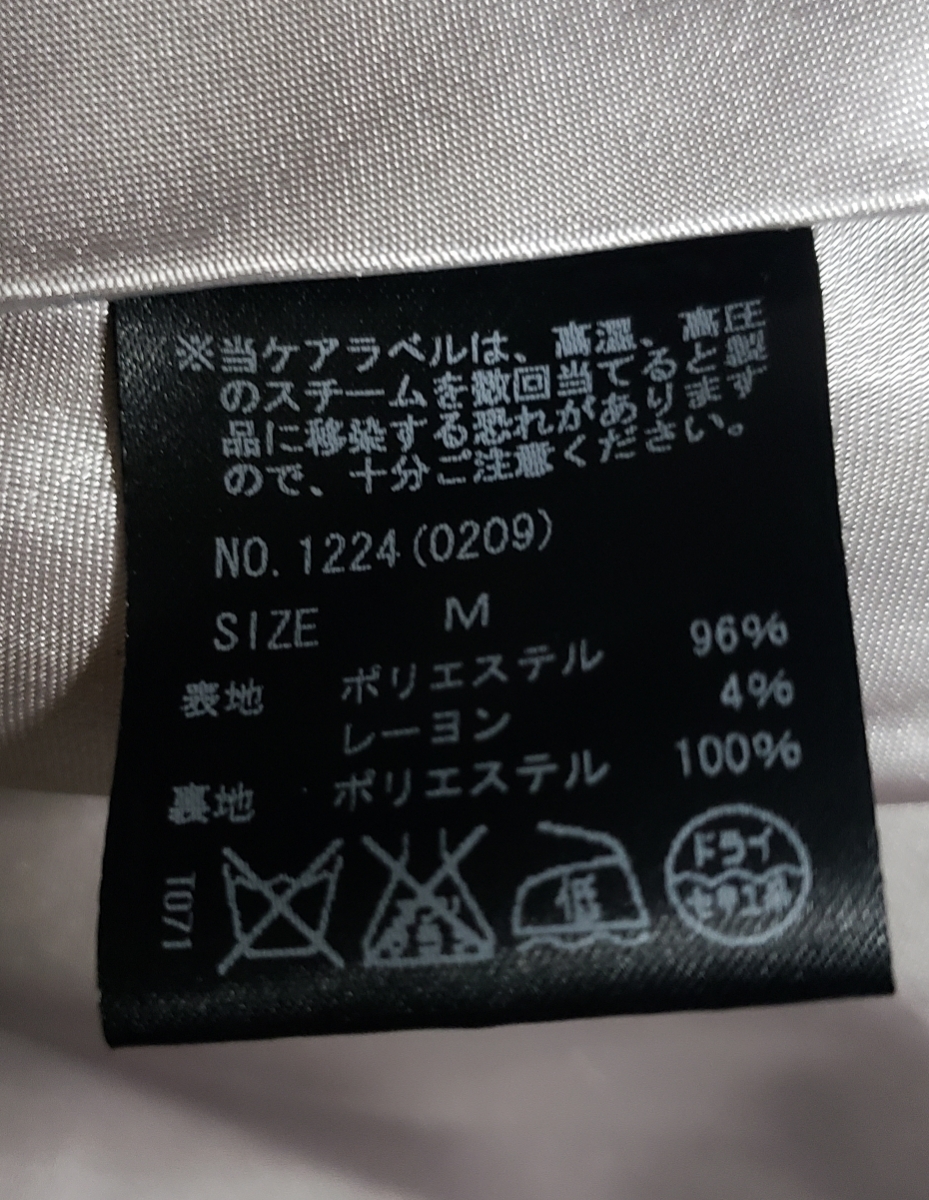 ※当ケアラベルは、高温、高圧
のスチームを数回当てると製
品に移染する恐れがあります
ので、十分ご注意ください。
NO. 1224(0209)
SIZE M
表地 ポリエステル 96%
レーヨン 4%
裏地 ポリエステル 100%
T071
低
ドライ
セキユ系